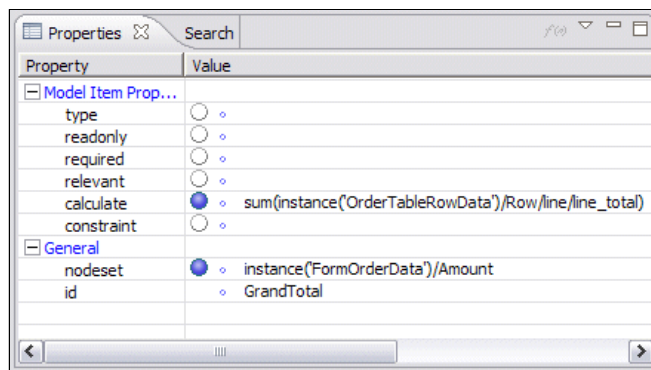 Properties Search f(x)
Property Value
Model Item Prop...
type
readonly
required
relevant
calculate sum(instance('OrderTableRowData')/Row/line/line_total)
constraint
General
nodeset instance('FormOrderData')/Amount
id GrandTotal